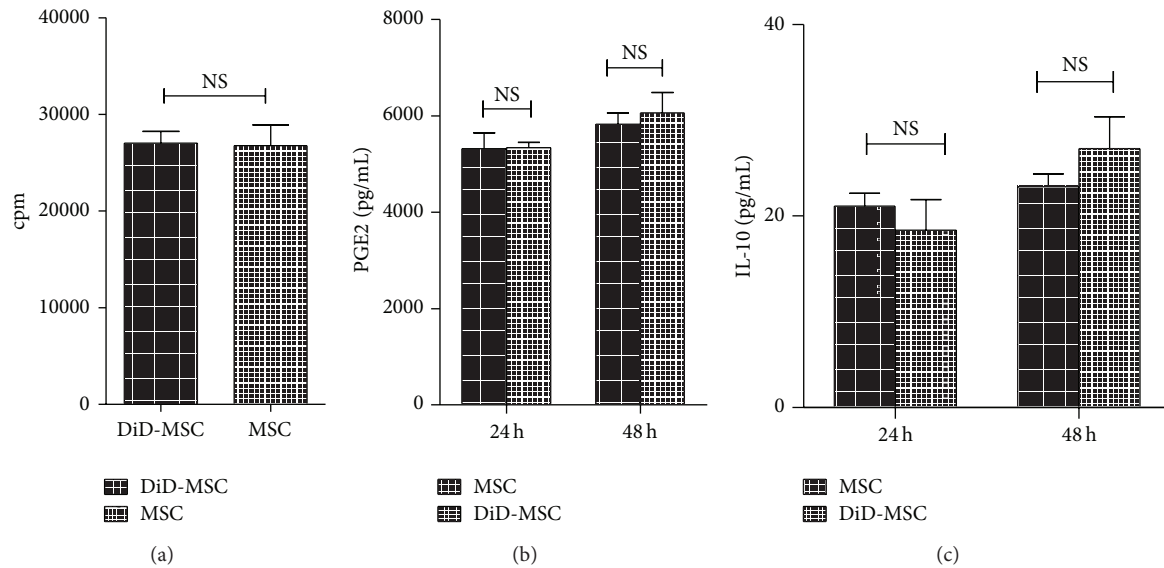 40000
30000
20000
10000
0
cpm
NS
DiD-MSC MSC
DiD-MSC
MSC
(a)
8000
6000
4000
2000
0
PGE2 (pg/mL)
NS
NS
24 h 48 h
MSC
DiD-MSC
(b)
40
20
0
IL-10 (pg/mL)
NS
NS
24 h 48 h
MSC
DiD-MSC
(c)